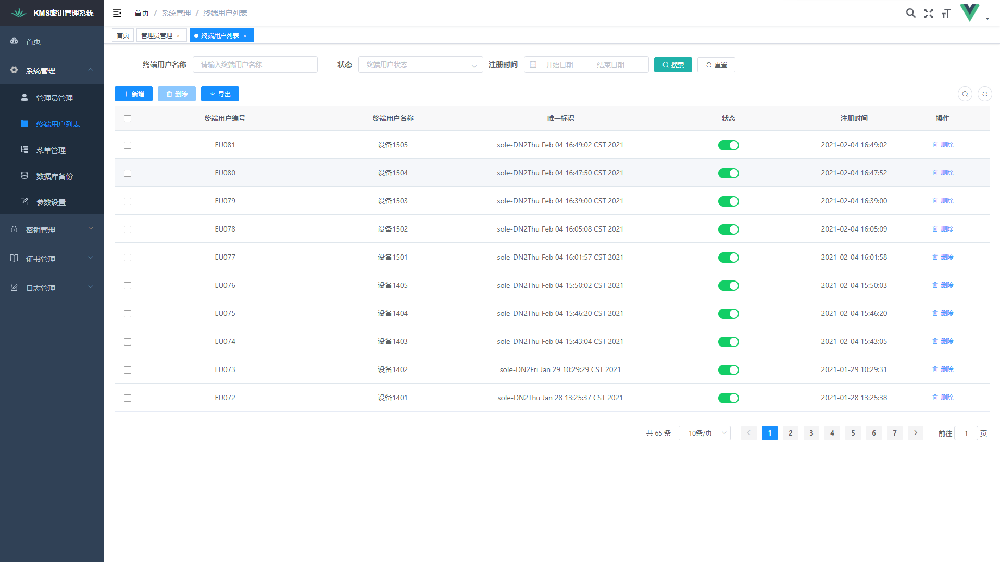 KMS密钥管理系统
首页 / 系统管理 / 终端用户列表
首页
管理员管理 ×
终端用户列表 ×
首页
系统管理
管理员管理
终端用户列表
菜单管理
数据库备份
参数设置
密钥管理
证书管理
日志管理
终端用户名称 请输入终端用户名称 状态 终端用户状态 注册时间 开始日期 - 结束日期 搜索 重置
新增 删除 导出
终端用户编号 终端用户名称 唯一标识 状态 注册时间 操作
EU081 设备1505 sole-DN2Thu Feb 04 16:49:02 CST 2021 2021-02-04 16:49:02 删除
EU080 设备1504 sole-DN2Thu Feb 04 16:47:50 CST 2021 2021-02-04 16:47:52 删除
EU079 设备1503 sole-DN2Thu Feb 04 16:39:00 CST 2021 2021-02-04 16:39:00 删除
EU078 设备1502 sole-DN2Thu Feb 04 16:05:08 CST 2021 2021-02-04 16:05:09 删除
EU077 设备1501 sole-DN2Thu Feb 04 16:01:57 CST 2021 2021-02-04 16:01:58 删除
EU076 设备1405 sole-DN2Thu Feb 04 15:50:02 CST 2021 2021-02-04 15:50:03 删除
EU075 设备1404 sole-DN2Thu Feb 04 15:46:20 CST 2021 2021-02-04 15:46:20 删除
EU074 设备1403 sole-DN2Thu Feb 04 15:43:04 CST 2021 2021-02-04 15:43:05 删除
EU073 设备1402 sole-DN2Fri Jan 29 10:29:29 CST 2021 2021-01-29 10:29:31 删除
EU072 设备1401 sole-DN2Thu Jan 28 13:25:37 CST 2021 2021-01-28 13:25:38 删除
共 65 条 10条/页 1 2 3 4 5 6 7 前往 1 页